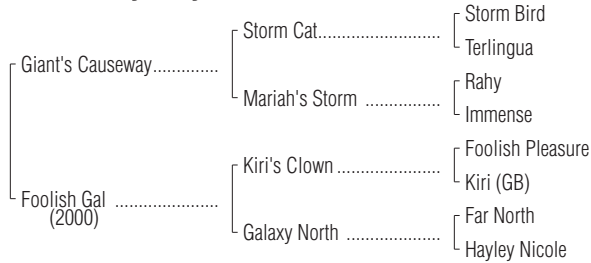 Storm Bird
Storm Cat....................
Terlingua
Giant's Causeway..............
Rahy
Mariah's Storm ................
Immense
Foolish Pleasure
Kiri's Clown ......................
Kiri (GB)
Foolish Gal ......................
(2000)
Far North
Galaxy North ....................
Hayley Nicole